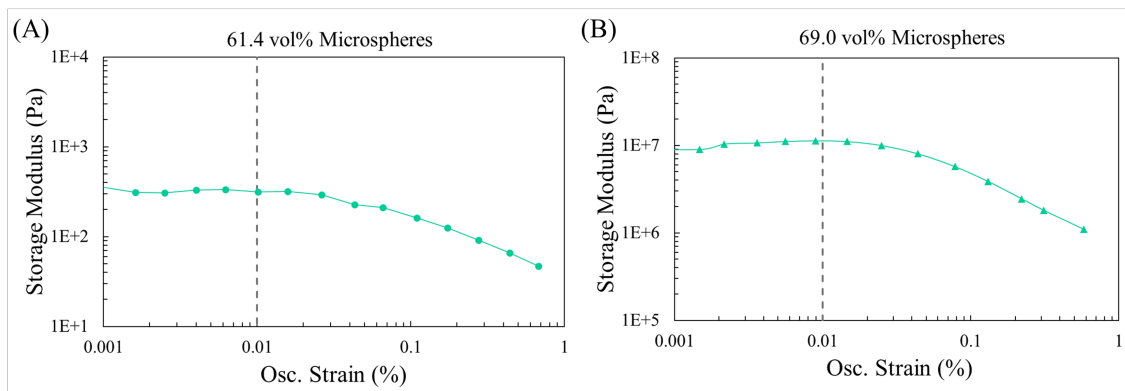 (A)
61.4 vol% Microspheres
Storage Modulus (Pa)
1E+4
1E+3
1E+2
1E+1
0.001
0.01
0.1
1
Osc. Strain (%)
(B)
69.0 vol% Microspheres
Storage Modulus (Pa)
1E+8
1E+7
1E+6
1E+5
0.001
0.01
0.1
1
Osc. Strain (%)